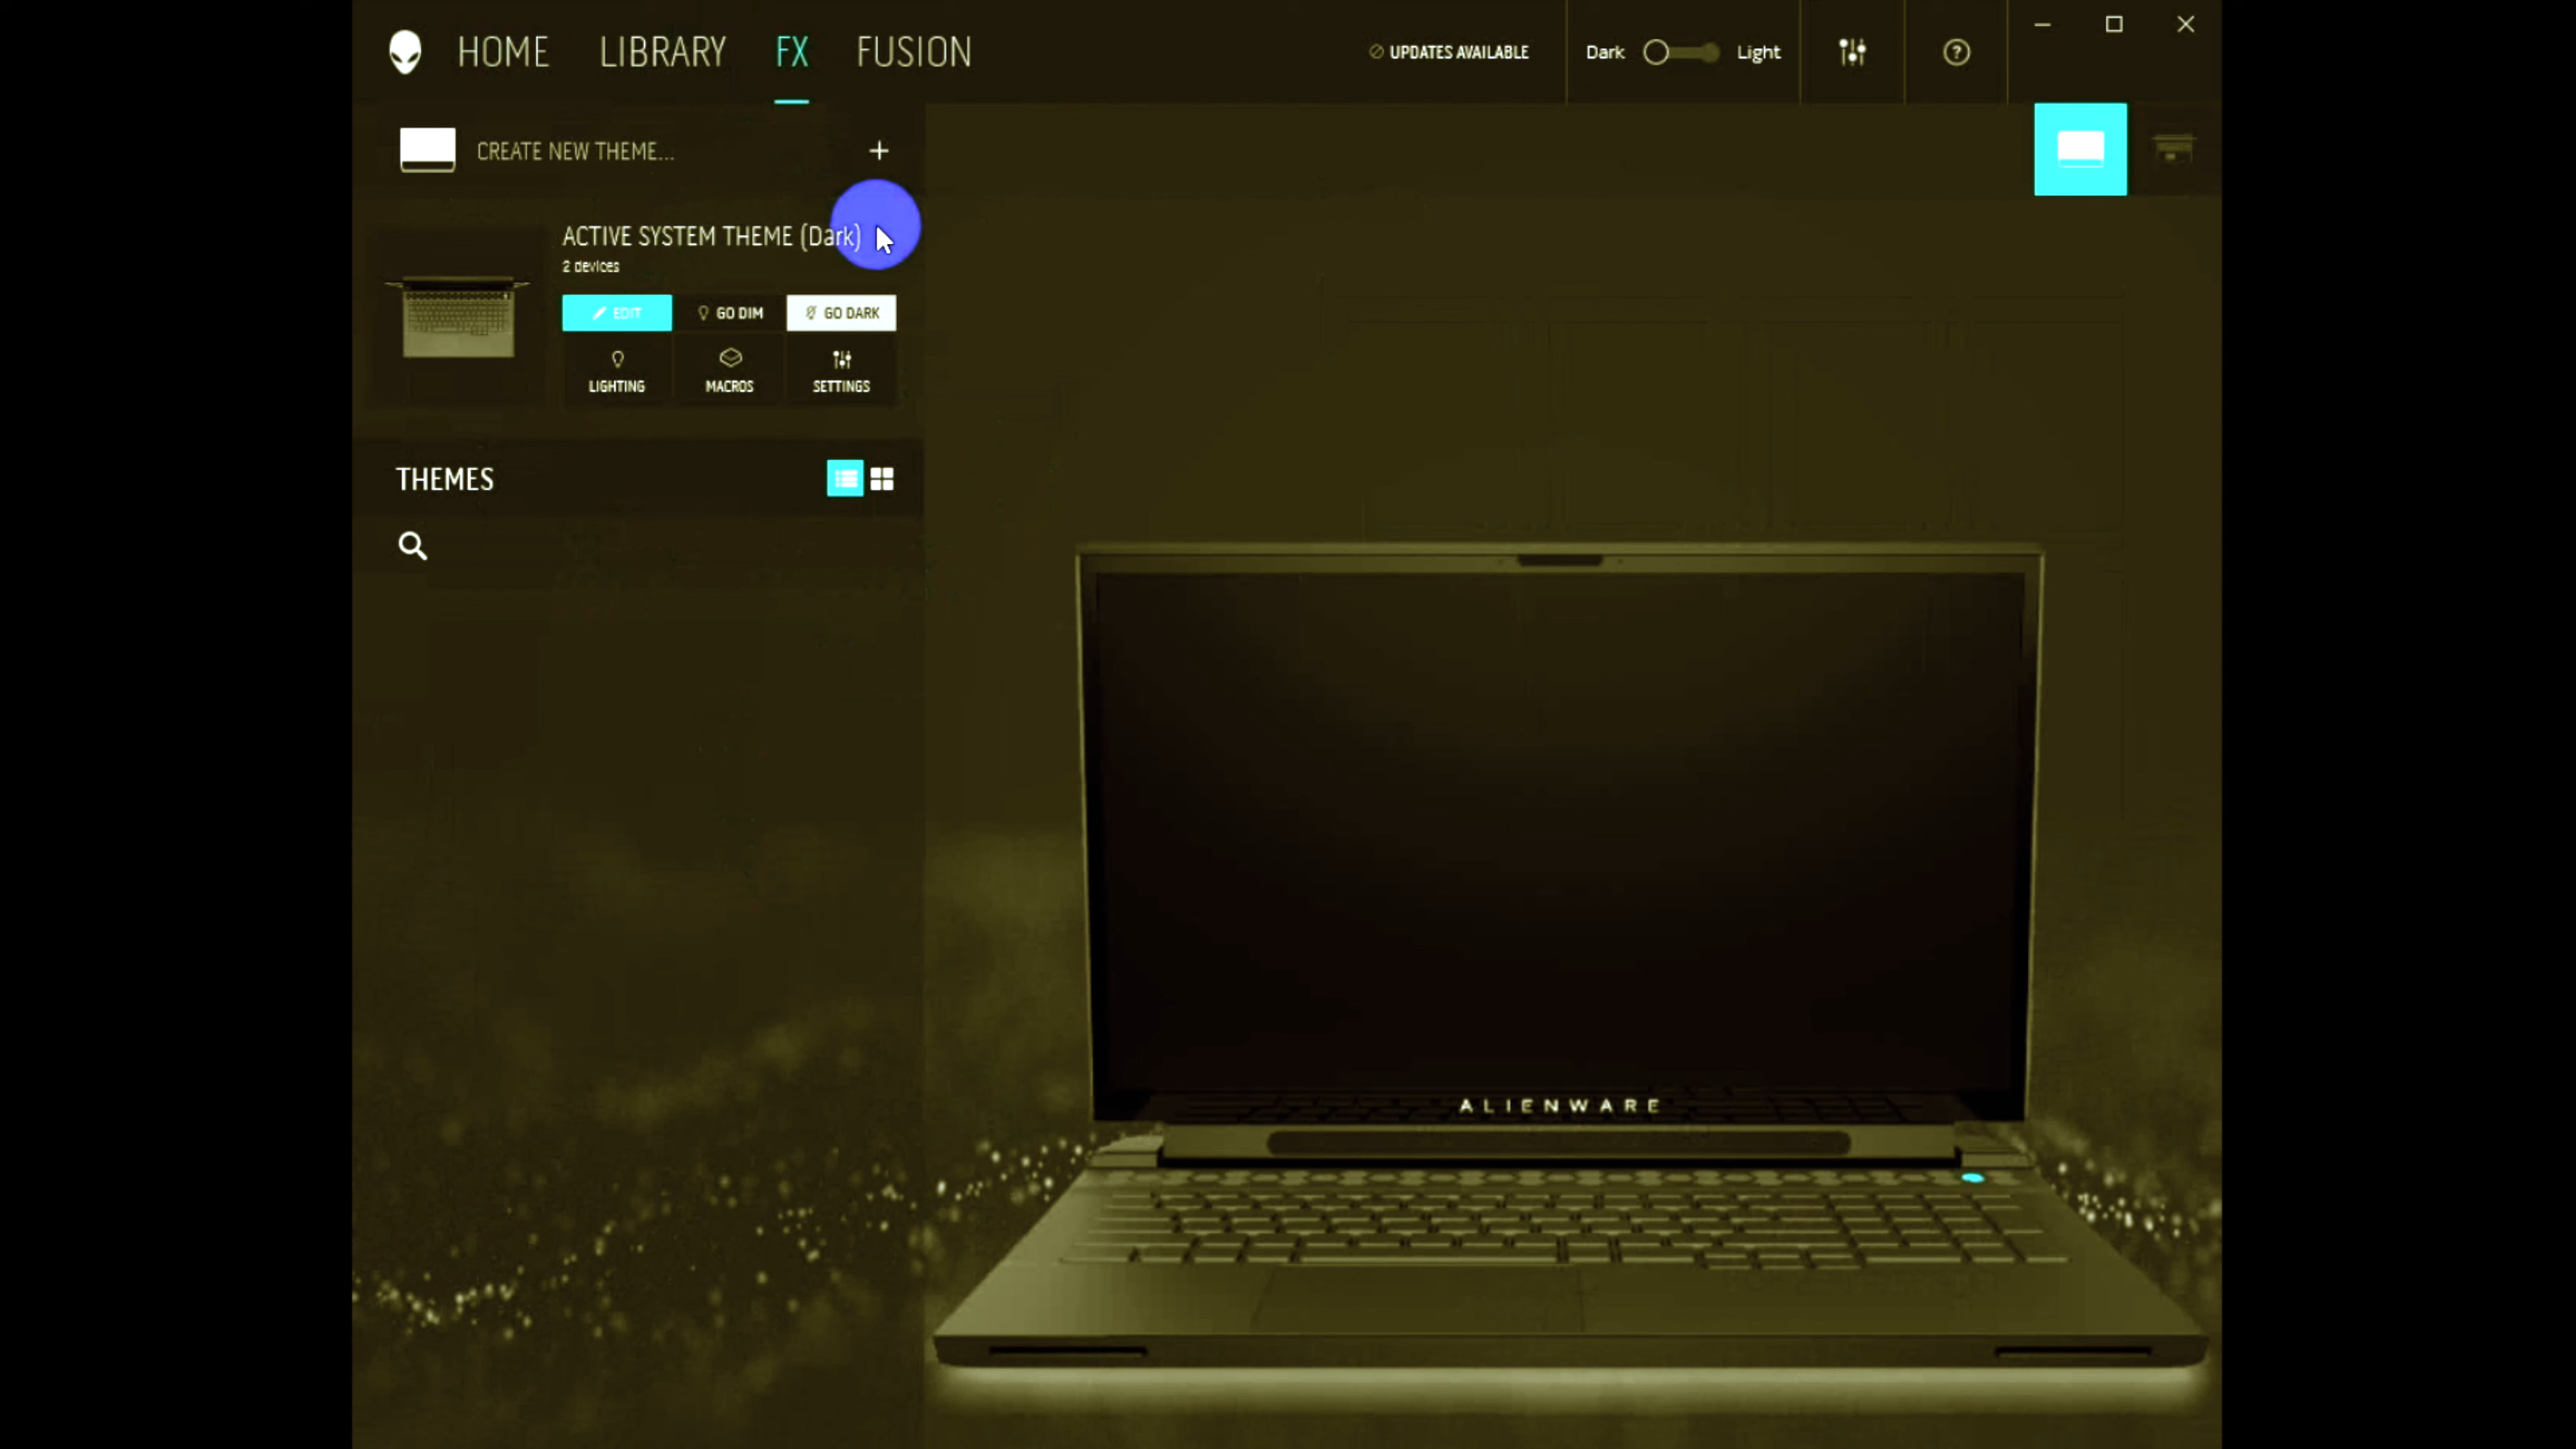 HOME LIBRARY FX FUSION
UPDATES AVAILABLE
Dark Light
CREATE NEW THEME...
ACTIVE SYSTEM THEME (Dark)
2 devices
EDIT GO DIM GO DARK
LIGHTING MACROS SETTINGS
THEMES
ALIENWARE